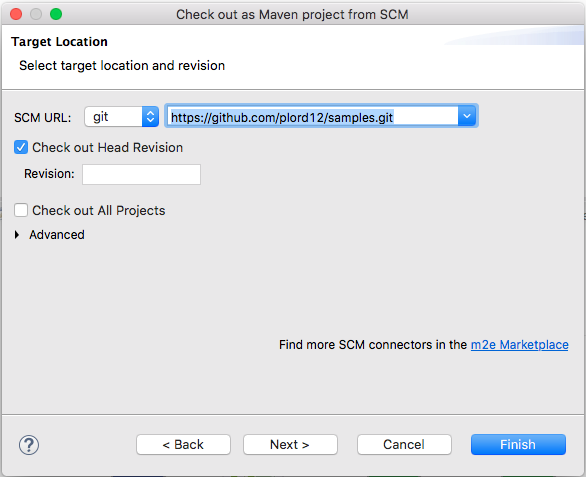 Check out as Maven project from SCM
Target Location
Select target location and revision
SCM URL: git https://github.com/plord12/samples.git
Check out Head Revision
Revision:
Check out All Projects
Advanced
Find more SCM connectors in the m2e Marketplace
? < Back Next > Cancel Finish